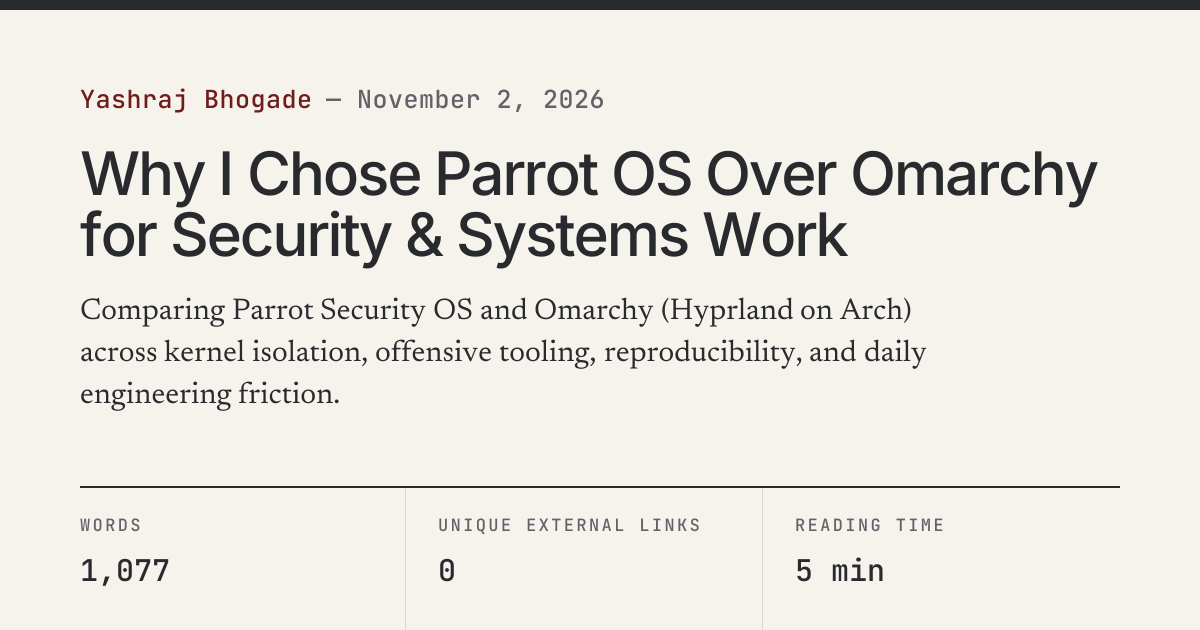 Yashraj Bhogade — November 2, 2026
Why I Chose Parrot OS Over Omarchy
for Security & Systems Work
Comparing Parrot Security OS and Omarchy (Hyprland on Arch)
across kernel isolation, offensive tooling, reproducibility, and daily
engineering friction.
WORDS
1,077
UNIQUE EXTERNAL LINKS
0
READING TIME
5 min